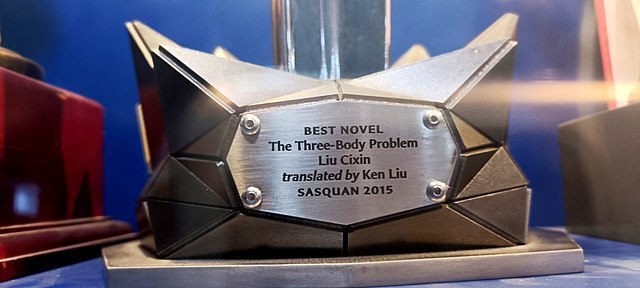 BEST NOVEL
The Three-Body Problem
Liu Cixin
translated by Ken Liu
SASQUAN 2015